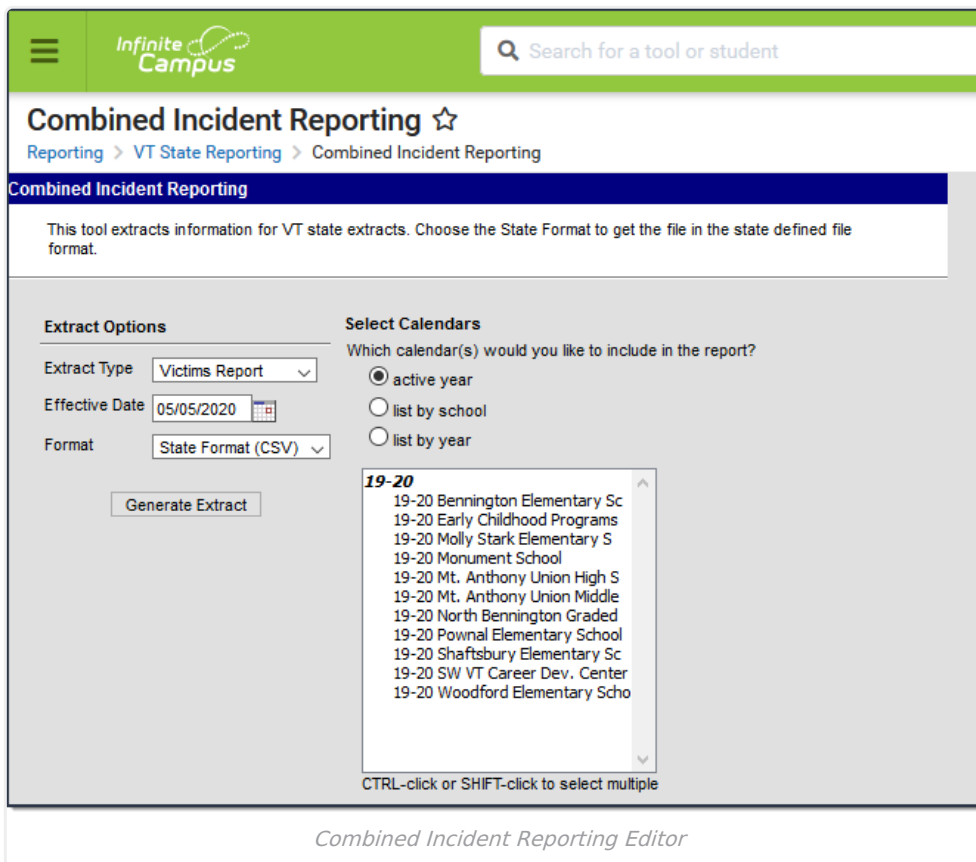 Infinite
Campus
Search for a tool or student
Combined Incident Reporting
Reporting > VT State Reporting > Combined Incident Reporting
Combined Incident Reporting
This tool extracts information for VT state extracts. Choose the State Format to get the file in the state defined file
format.
Extract Options
Extract Type Victims Report
Effective Date 05/05/2020
Format State Format (CSV)
Generate Extract
Select Calendars
Which calendar(s) would you like to include in the report?
active year
list by school
list by year
19-20
19-20 Bennington Elementary Sc
19-20 Early Childhood Programs
19-20 Molly Stark Elementary S
19-20 Monument School
19-20 Mt. Anthony Union High S
19-20 Mt. Anthony Union Middle
19-20 North Bennington Graded
19-20 Pownal Elementary School
19-20 Shaftsbury Elementary Sc
19-20 SW VT Career Dev. Center
19-20 Woodford Elementary Scho
CTRL-click or SHIFT-click to select multiple
Combined Incident Reporting Editor